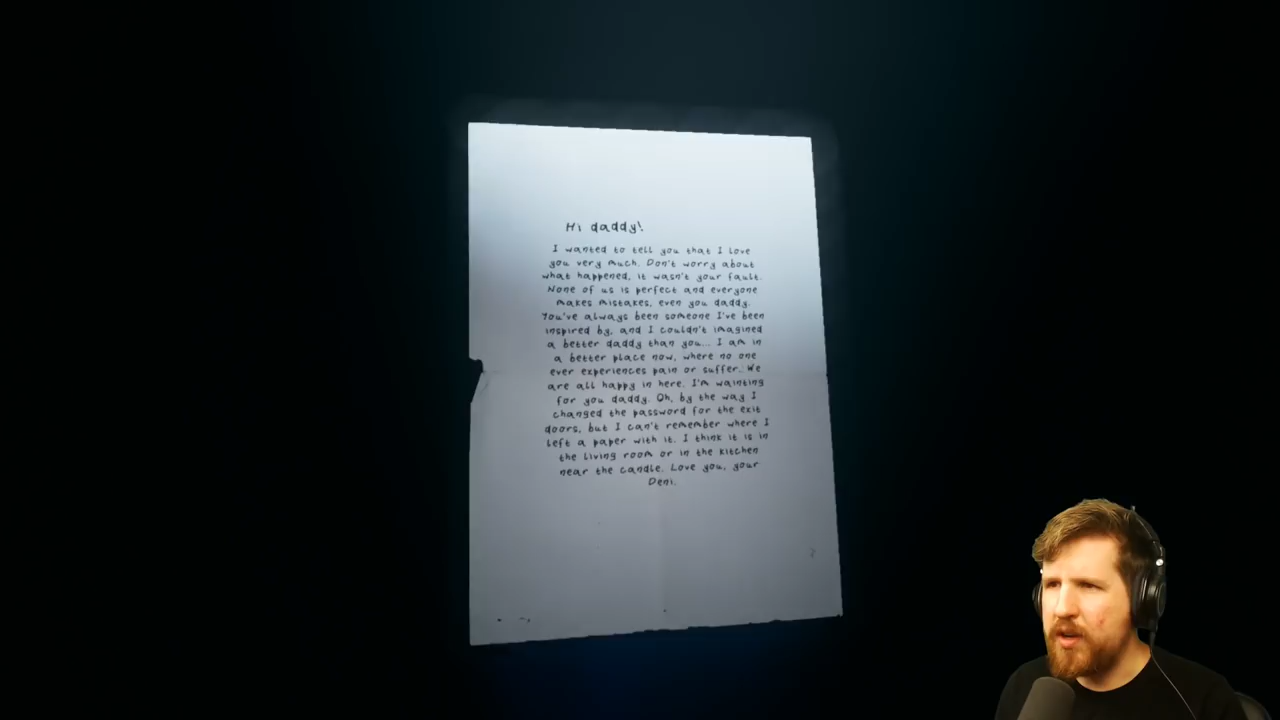 Hi daddy!
I wanted to tell you that I love
you very much. Don't worry about
what happened, it wasn't your fault.
None of us is perfect and everyone
makes mistakes, even you daddy.
You've always been someone I've been
inspired by, and I couldn't imagined
a better daddy than you... I am in
a better place now, where no one
ever experiences pain or suffer. We
are all happy in here. I'm wainting
for you daddy. Oh, by the way I
changed the password for the exit
doors, but I can't remember where I
left a paper with it. I think it is in
the living room or in the kitchen
near the candle. Love you, your
Deni.